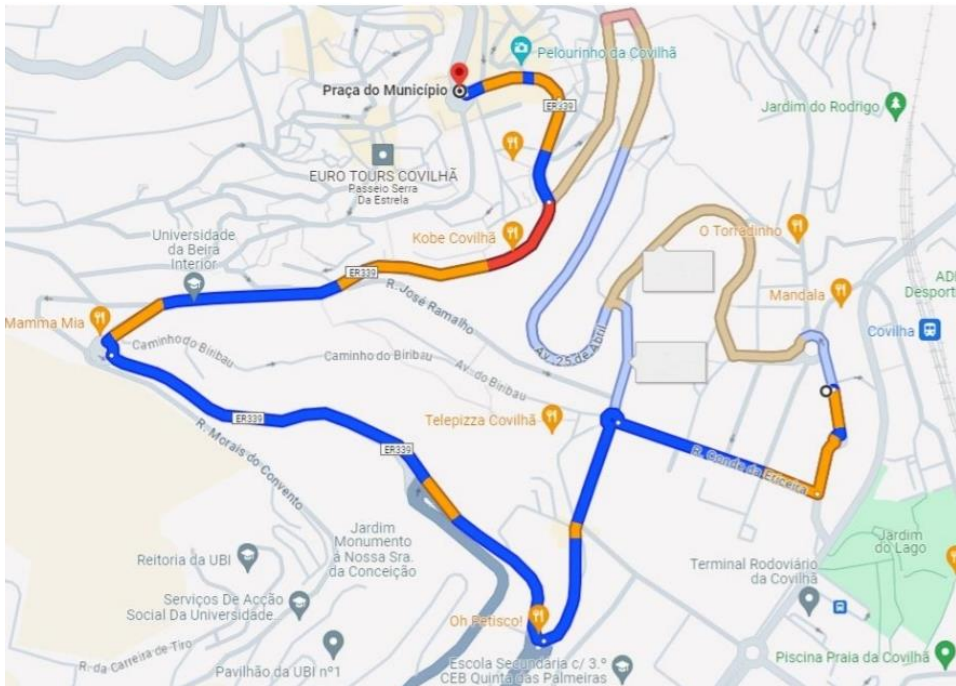 Pelourinho da Covilhã
Praça do Município
ER339
Jardim do Rodrigo
EURO TOURS COVILHÃ
Passeio Serra
Da Estrela
Universidade
da Beira
Interior
Kobe Covilhã
O Torradinho
ER339
R. José Ramalho
Mandala
ADE
Desport
Covilha
Mamma Mia
Caminho do Biribau
Caminho do Biribau
Av. do Biribau
Av. 25 de Abril
ER339
Telepizza Covilhã
R. Morais do Convento
ER339
R. Conde da Ericeira
Jardim
Monumento
à Nossa Sra.
da Conceição
Jardim
do Lago
Reitoria da UBI
Terminal Rodoviário
da Covilhã
Serviços De Acção
Social Da Universidade...
Oh Petisco!
R. da Carreira de Tiro
Pavilhão da UBI nº1
Escola Secundária c/ 3.º
CEB Quinta das Palmeiras
Piscina Praia da Covilhã